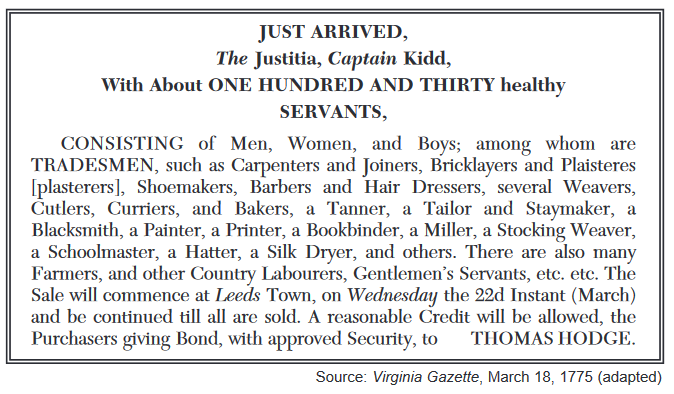 JUST ARRIVED,
The Justitia, Captain Kidd,
With About ONE HUNDRED AND THIRTY healthy
SERVANTS,
CONSISTING of Men, Women, and Boys; among whom are
TRADESMEN, such as Carpenters and Joiners, Bricklayers and Plaisteres
[plasterers], Shoemakers, Barbers and Hair Dressers, several Weavers,
Cutlers, Curriers, and Bakers, a Tanner, a Tailor and Staymaker, a
Blacksmith, a Painter, a Printer, a Bookbinder, a Miller, a Stocking Weaver,
a Schoolmaster, a Hatter, a Silk Dryer, and others. There are also many
Farmers, and other Country Labourers, Gentlemen's Servants, etc. etc. The
Sale will commence at Leeds Town, on Wednesday the 22d Instant (March)
and be continued till all are sold. A reasonable Credit will be allowed, the
Purchasers giving Bond, with approved Security, to THOMAS HODGE.
Source: Virginia Gazette, March 18, 1775 (adapted)